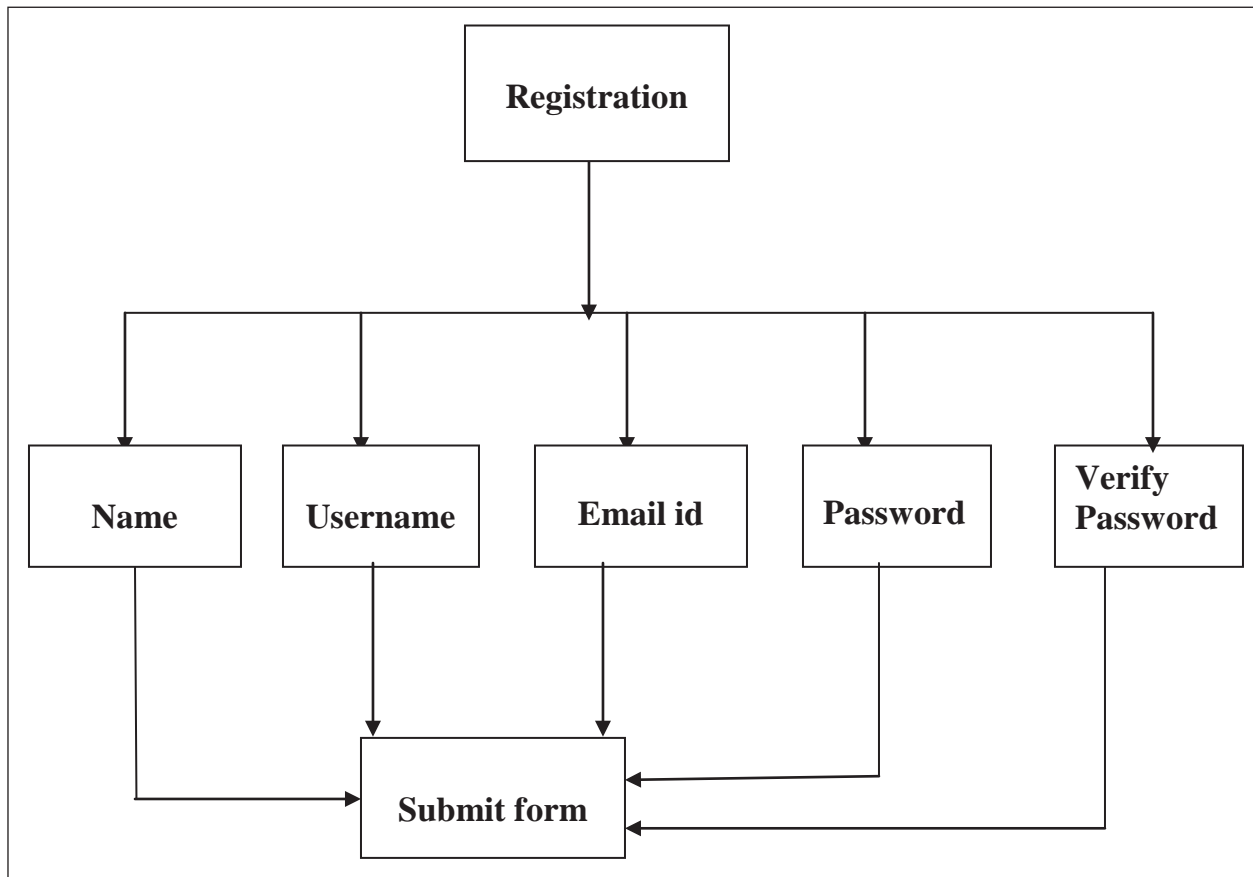 Registration
Name
Username
Email id
Password
Verify
Password
Submit form